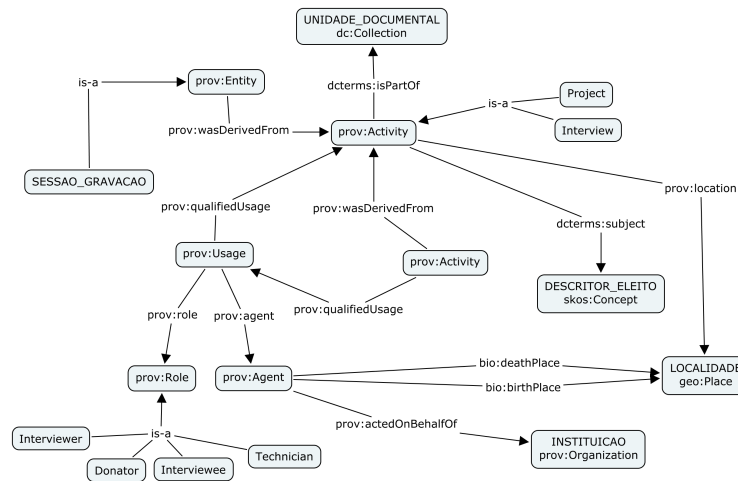 UNIDADE_DOCUMENTAL
dc:Collection
dcterms:isPartOf
is-a
prov:Entity
Project
is-a
Interview
prov:wasDerivedFrom
prov:Activity
SESSAO_GRAVACAO
prov:location
prov:qualifiedUsage
prov:wasDerivedFrom
dcterms:subject
prov:Usage
prov:Activity
DESCRITOR_ELEITO
skos:Concept
prov:qualifiedUsage
prov:role
prov:agent
bio:deathPlace
LOCALIDADE
geo:Place
prov:Role
prov:Agent
bio:birthPlace
prov:actedOnBehalfOf
is-a
Interviewer
Technician
INSTITUICAO
prov:Organization
Donator
Interviewee